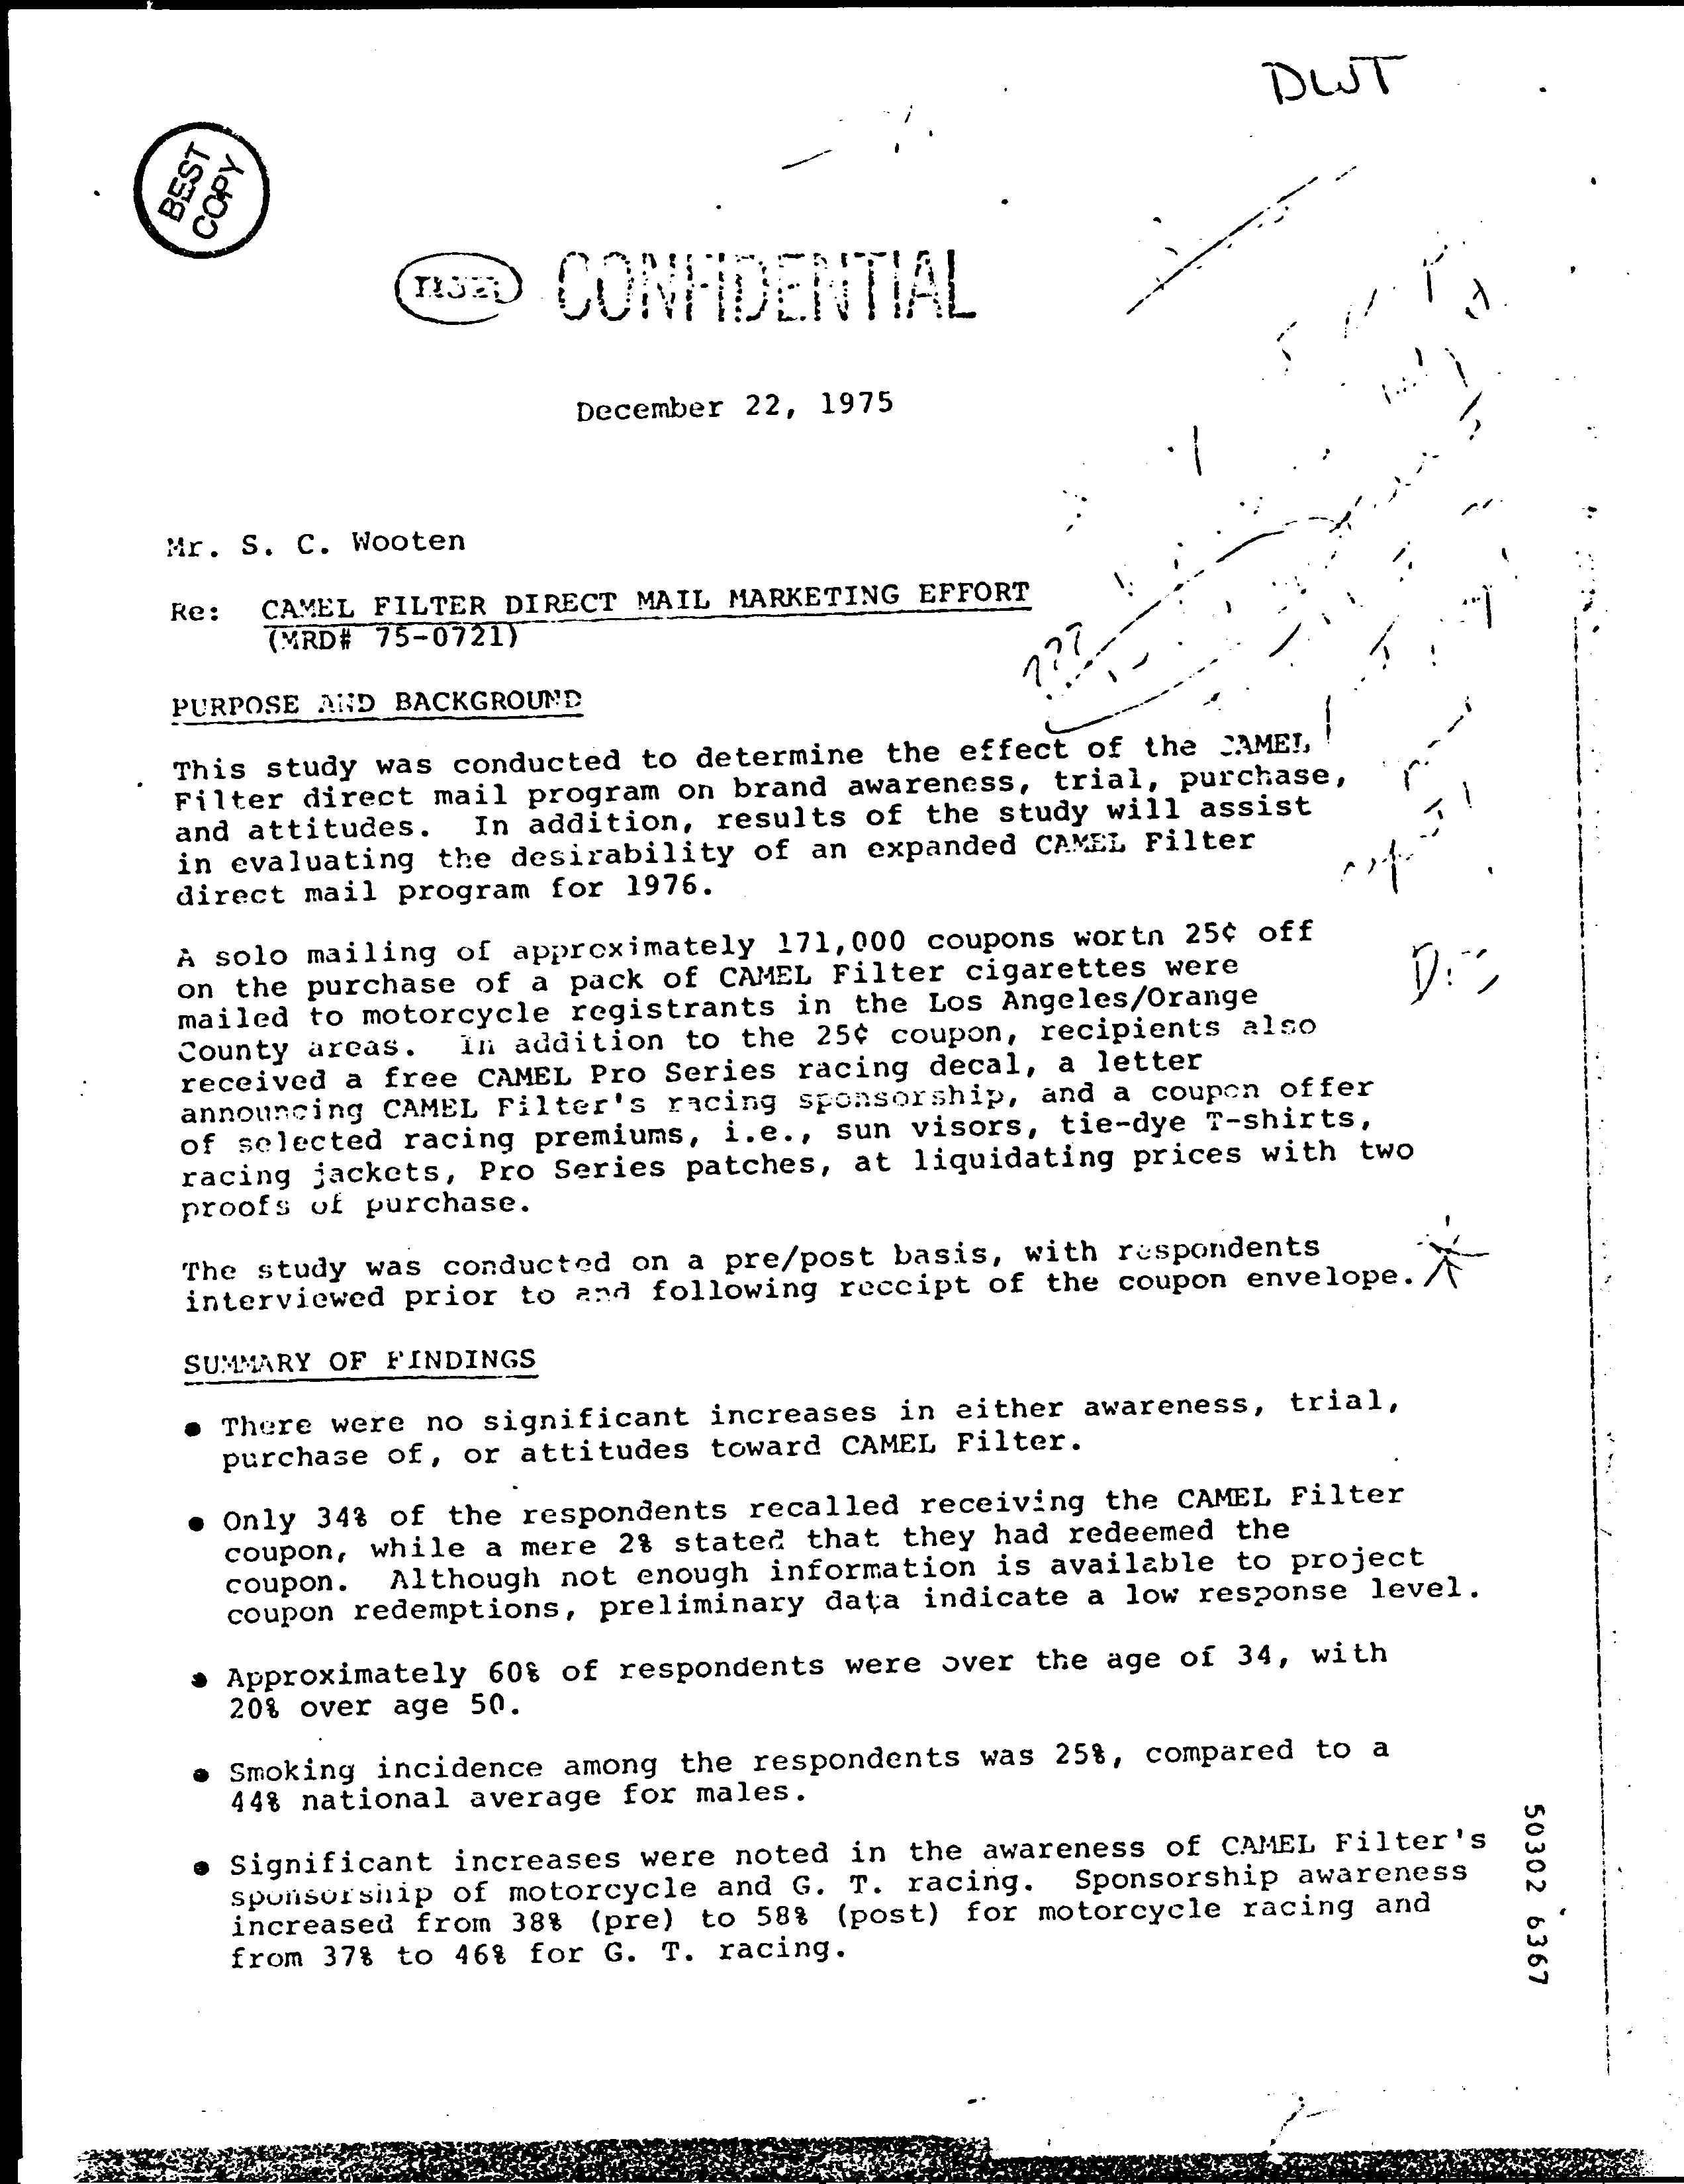 DWT
BEST
COPY
CONFIDENTIAL
December 22, 1975
Mr. S. C. Wooten
Re: CAMEL FILTER DIRECT MAIL MARKETING EFFORT
(MRD# 75-0721)
???
PURPOSE AND BACKGROUND
This study was conducted to determine the effect of the CAMEL
Filter direct mail program on brand awareness, trial, purchase,
and attitudes. In addition, results of the study will assist
in evaluating the desirability of an expanded CAMEL Filter
direct mail program for 1976.
A solo mailing of approximately 171,000 coupons worth 25¢ off
on the purchase of a pack of CAMEL Filter cigarettes were
mailed to motorcycle registrants in the Los Angeles/Orange
County areas. In addition to the 25¢ coupon, recipients also
received a free CAMEL Pro Series racing decal, a letter
announcing CAMEL Filter's racing sponsorship, and a coupon offer
of selected racing premiums, i.e., sun visors, tie-dye T-shirts,
racing jackets, Pro Series patches, at liquidating prices with two
proofs of purchase.
The study was conducted on a pre/post basis, with respondents
interviewed prior to and following receipt of the coupon envelope.
SUMMARY OF FINDINGS
● There were no significant increases in either awareness, trial,
purchase of, or attitudes toward CAMEL Filter.
● Only 34% of the respondents recalled receiving the CAMEL Filter
coupon, while a mere 2% stated that they had redeemed the
coupon. Although not enough information is available to project
coupon redemptions, preliminary data indicate a low response level.
● Approximately 60% of respondents were over the age of 34, with
20% over age 50.
● Smoking incidence among the respondents was 25%, compared to a
44% national average for males.
● Significant increases were noted in the awareness of CAMEL Filter's
sponsorship of motorcycle and G. T. racing. Sponsorship awareness
increased from 38% (pre) to 58% (post) for motorcycle racing and
from 37% to 46% for G. T. racing.
50302 6367